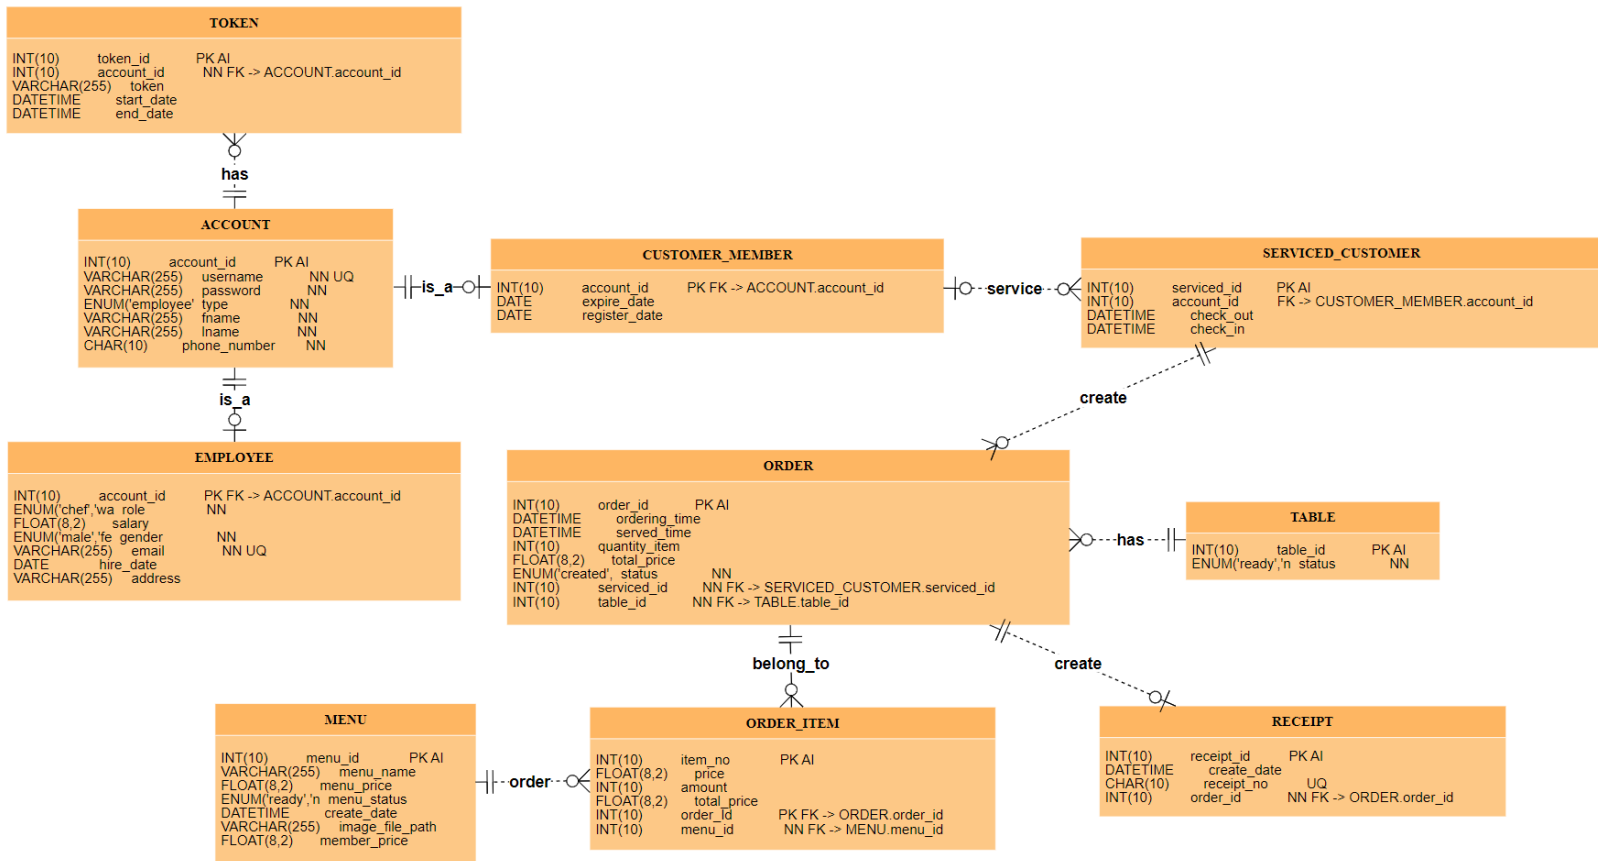 TOKEN
INT(10) token_id PK AI
INT(10) account_id NN FK -> ACCOUNT.account_id
VARCHAR(255) token
DATETIME start_date
DATETIME end_date
has
ACCOUNT
INT(10) account_id PK AI
VARCHAR(255) username NN UQ
VARCHAR(255) password NN
ENUM('employee' type NN
VARCHAR(255) fname NN
VARCHAR(255) lname NN
CHAR(10) phone_number NN
is_a
CUSTOMER_MEMBER
INT(10) account_id PK FK -> ACCOUNT.account_id
DATE expire_date
DATE register_date
service
SERVICED_CUSTOMER
INT(10) serviced_id PK AI
INT(10) account_id FK -> CUSTOMER_MEMBER.account_id
DATETIME check_out
DATETIME check_in
is_a
create
EMPLOYEE
INT(10) account_id PK FK -> ACCOUNT.account_id
ENUM('chef','wa role NN
FLOAT(8,2) salary
ENUM('male','fe gender NN
VARCHAR(255) email NN UQ
DATE hire_date
VARCHAR(255) address
ORDER
INT(10) order_id PK AI
DATETIME ordering_time
DATETIME served_time
INT(10) quantity_item
FLOAT(8,2) total_price
ENUM('created', status NN
INT(10) serviced_id NN FK -> SERVICED_CUSTOMER.serviced_id
INT(10) table_id NN FK -> TABLE.table_id
has
TABLE
INT(10) table_id PK AI
ENUM('ready','n status NN
belong_to
create
MENU
INT(10) menu_id PK AI
VARCHAR(255) menu_name
FLOAT(8,2) menu_price
ENUM('ready','n menu_status
DATETIME create_date
VARCHAR(255) image_file_path
FLOAT(8,2) member_price
order
ORDER_ITEM
INT(10) item_no PK AI
FLOAT(8,2) price
INT(10) amount
FLOAT(8,2) total_price
INT(10) order_Id PK FK -> ORDER.order_id
INT(10) menu_id NN FK -> MENU.menu_id
RECEIPT
INT(10) receipt_id PK AI
DATETIME create_date
CHAR(10) receipt_no UQ
INT(10) order_id NN FK -> ORDER.order_id